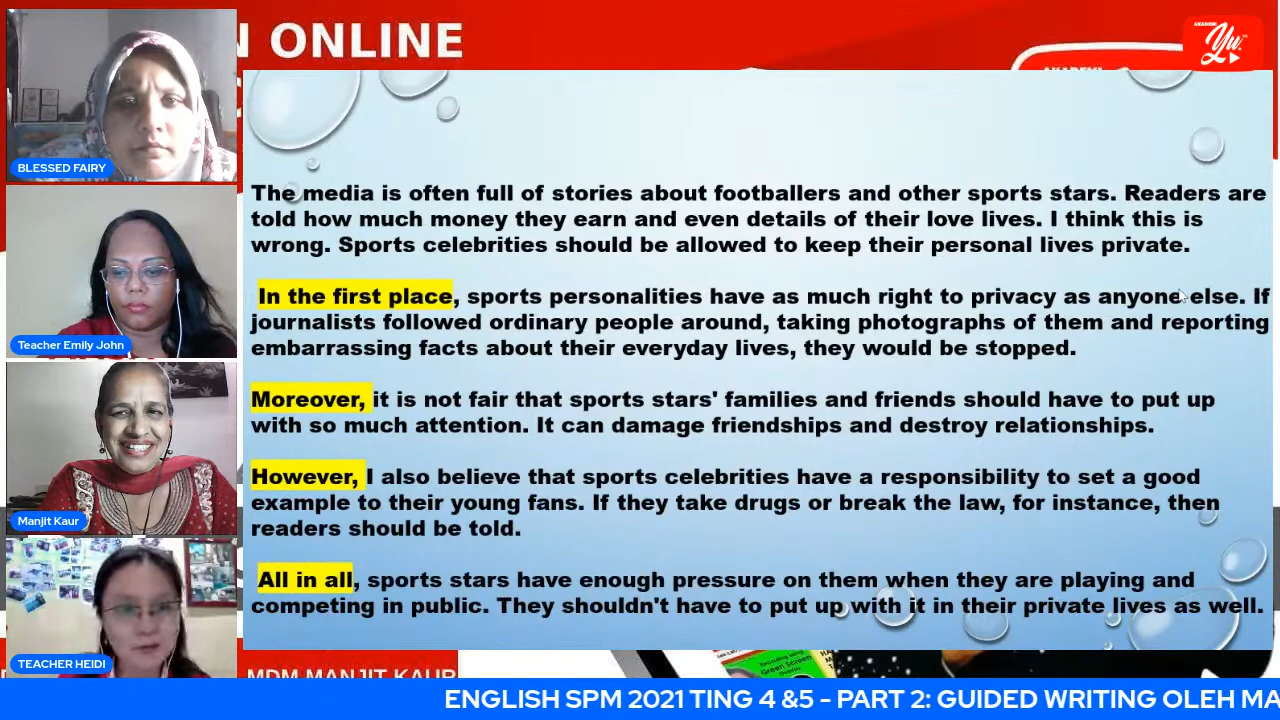 N ONLINE
AKADEMI
Yu.
BLESSED FAIRY
Teacher Emily John
Manjit Kaur
TEACHER HEIDI
The media is often full of stories about footballers and other sports stars. Readers are
told how much money they earn and even details of their love lives. I think this is
wrong. Sports celebrities should be allowed to keep their personal lives private.
In the first place, sports personalities have as much right to privacy as anyone else. If
journalists followed ordinary people around, taking photographs of them and reporting
embarrassing facts about their everyday lives, they would be stopped.
Moreover, it is not fair that sports stars' families and friends should have to put up
with so much attention. It can damage friendships and destroy relationships.
However, I also believe that sports celebrities have a responsibility to set a good
example to their young fans. If they take drugs or break the law, for instance, then
readers should be told.
All in all, sports stars have enough pressure on them when they are playing and
competing in public. They shouldn't have to put up with it in their private lives as well.
MDM MANJIT KAUR
Green Screen
ENGLISH SPM 2021 TING 4 &5 - PART 2: GUIDED WRITING OLEH MA